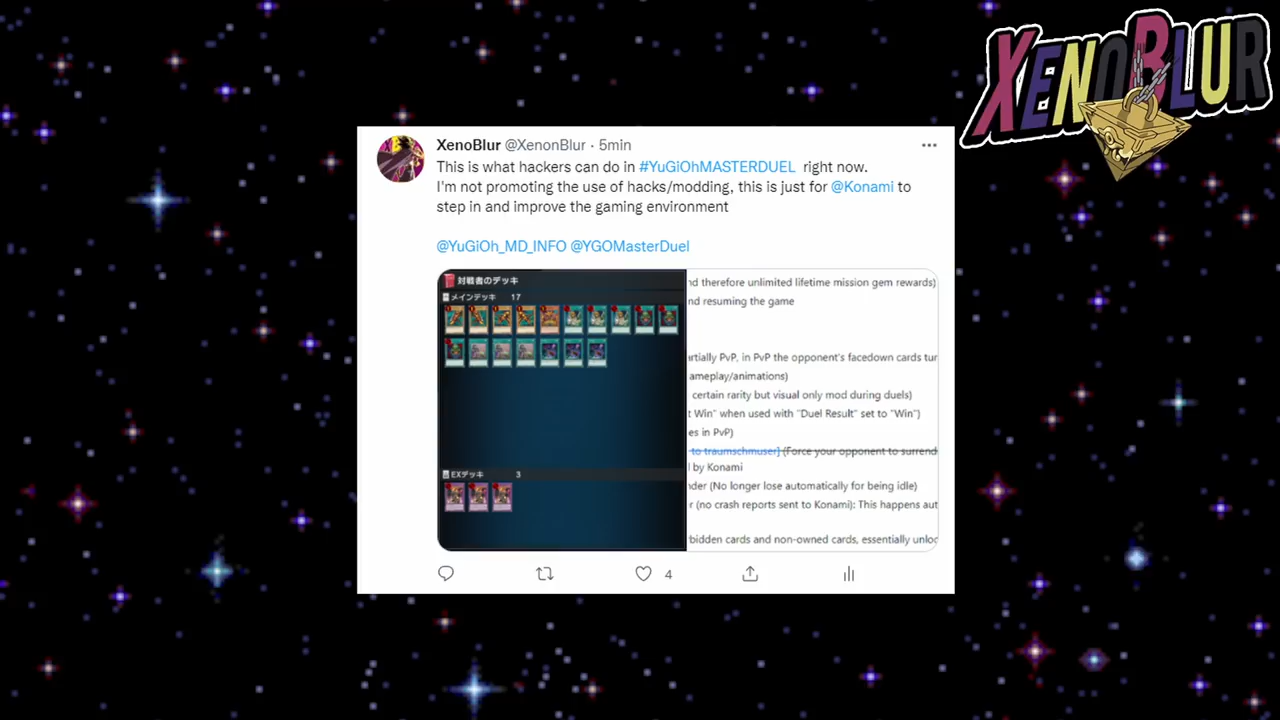 XENOBLUR
XenoBlur @XenonBlur · 5min
This is what hackers can do in #YuGiOhMASTERDUEL right now.
I'm not promoting the use of hacks/modding, this is just for @Konami to
step in and improve the gaming environment
@YuGiOh_MD_INFO @YGOMasterDuel
対戦書のデッキ
メインデッキ 17
EXデッキ 3
nd therefore unlimited lifetime mission gem rewards)
nd resuming the game
artially PvP, in PvP the opponent's facedown cards tur
ameplay/animations)
certain rarity but visual only mod during duels)
t Win" when used with "Duel Result" set to "Win")
es in PvP)
to traumschmuser] (Force your opponent to surrend
l by Konami
nder (No longer lose automatically for being idle)
r (no crash reports sent to Konami): This happens aut
rbidden cards and non-owned cards, essentially unloc
4